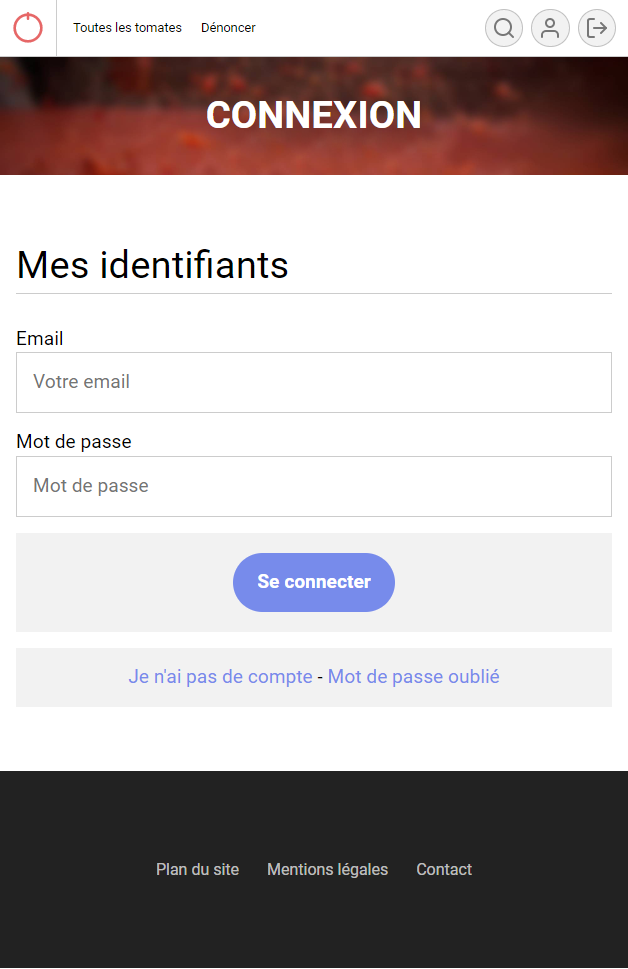 Toutes les tomates Dénoncer
CONNEXION
Mes identifiants
Email
Votre email
Mot de passe
Mot de passe
Se connecter
Je n'ai pas de compte - Mot de passe oublié
Plan du site Mentions légales Contact